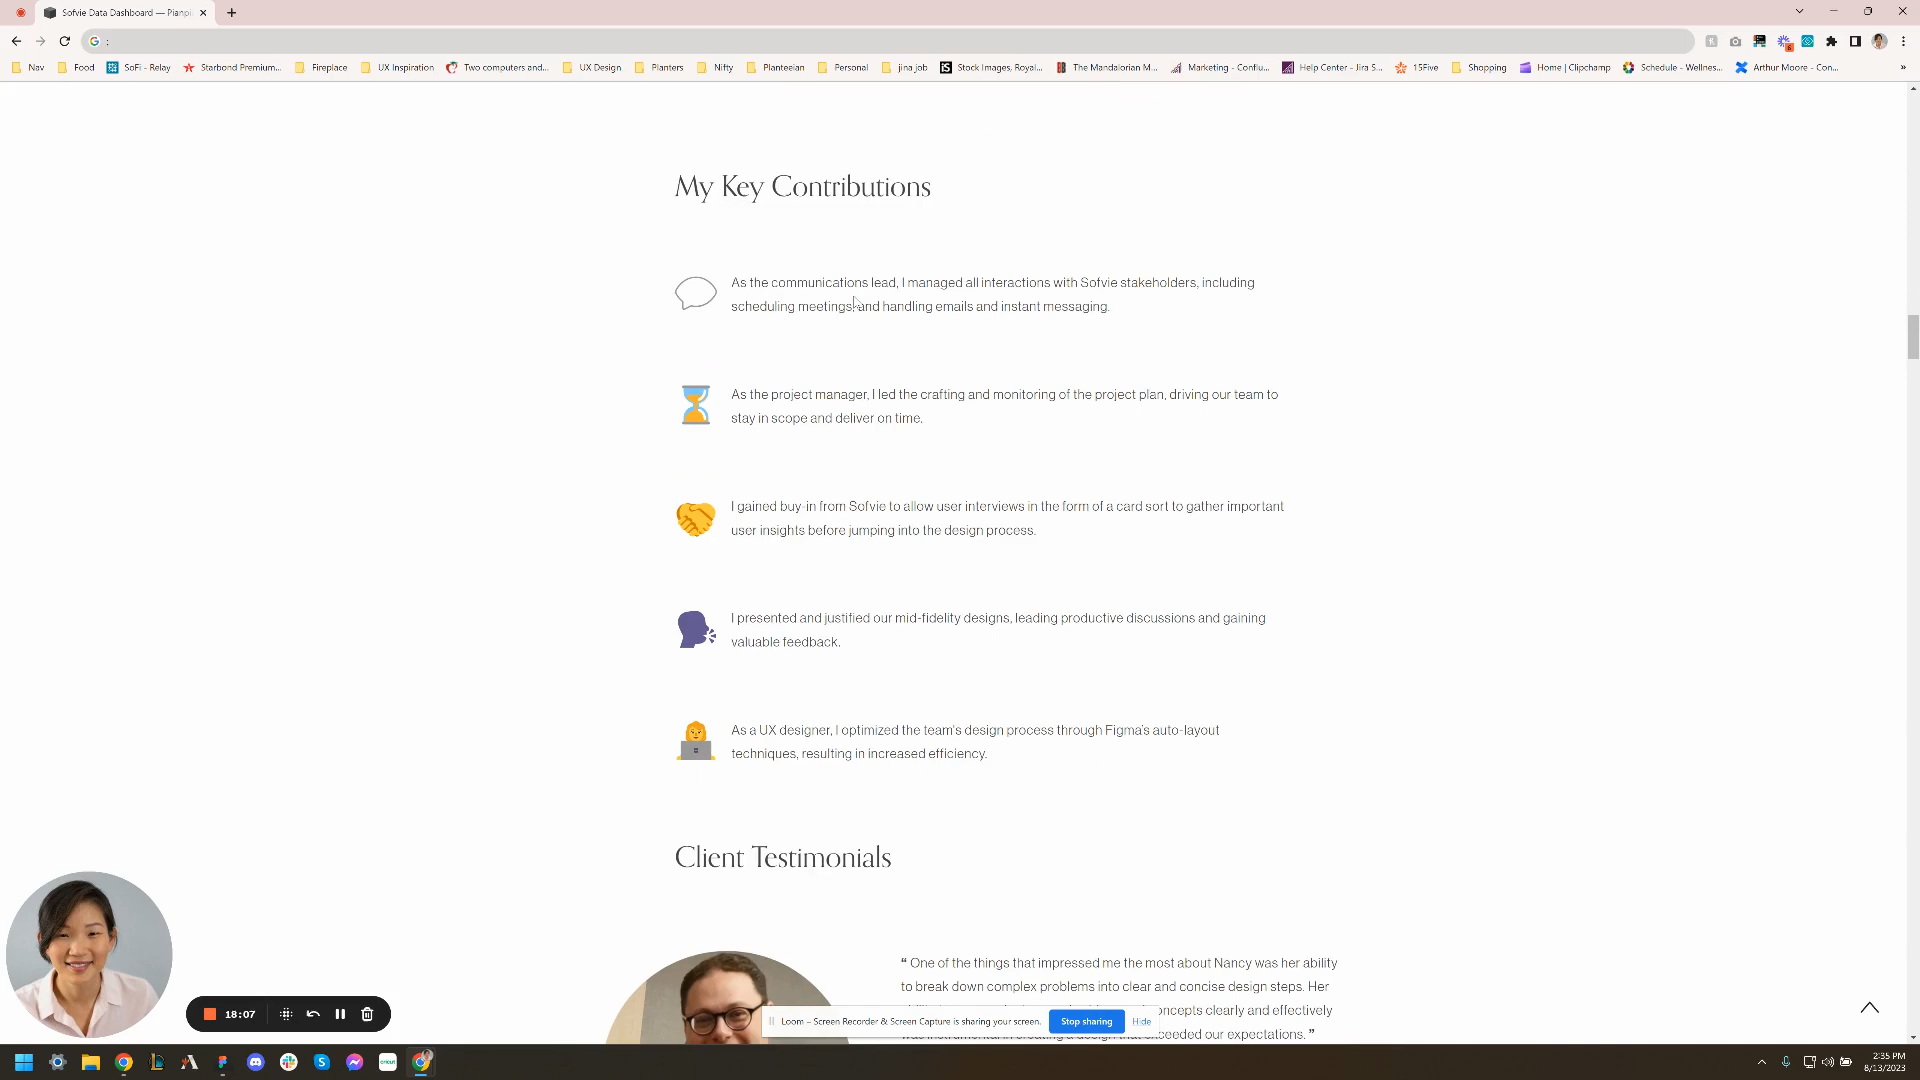 Sofvie Data Dashboard — Pianpi
:
Nav
Food
SoFi - Relay
Starbond Premium...
Fireplace
UX Inspiration
Two computers and...
UX Design
Planters
Nifty
Planteeian
Personal
jina job
Stock Images, Royal...
The Mandalorian M...
Marketing - Conflu...
Help Center - Jira S...
15Five
Shopping
Home | Clipchamp
Schedule - Wellnes...
Arthur Moore - Con...
»
My Key Contributions
As the communications lead, I managed all interactions with Sofvie stakeholders, including
scheduling meetings, and handling emails and instant messaging.
As the project manager, I led the crafting and monitoring of the project plan, driving our team to
stay in scope and deliver on time.
I gained buy-in from Sofvie to allow user interviews in the form of a card sort to gather important
user insights before jumping into the design process.
I presented and justified our mid-fidelity designs, leading productive discussions and gaining
valuable feedback.
As a UX designer, I optimized the team's design process through Figma's auto-layout
techniques, resulting in increased efficiency.
Client Testimonials
“ One of the things that impressed me the most about Nancy was her ability
to break down complex problems into clear and concise design steps. Her
oncepts clearly and effectively
ceeded our expectations. ”
18:07
Loom – Screen Recorder & Screen Capture is sharing your screen.
Stop sharing
Hide
2:35 PM
8/13/2023